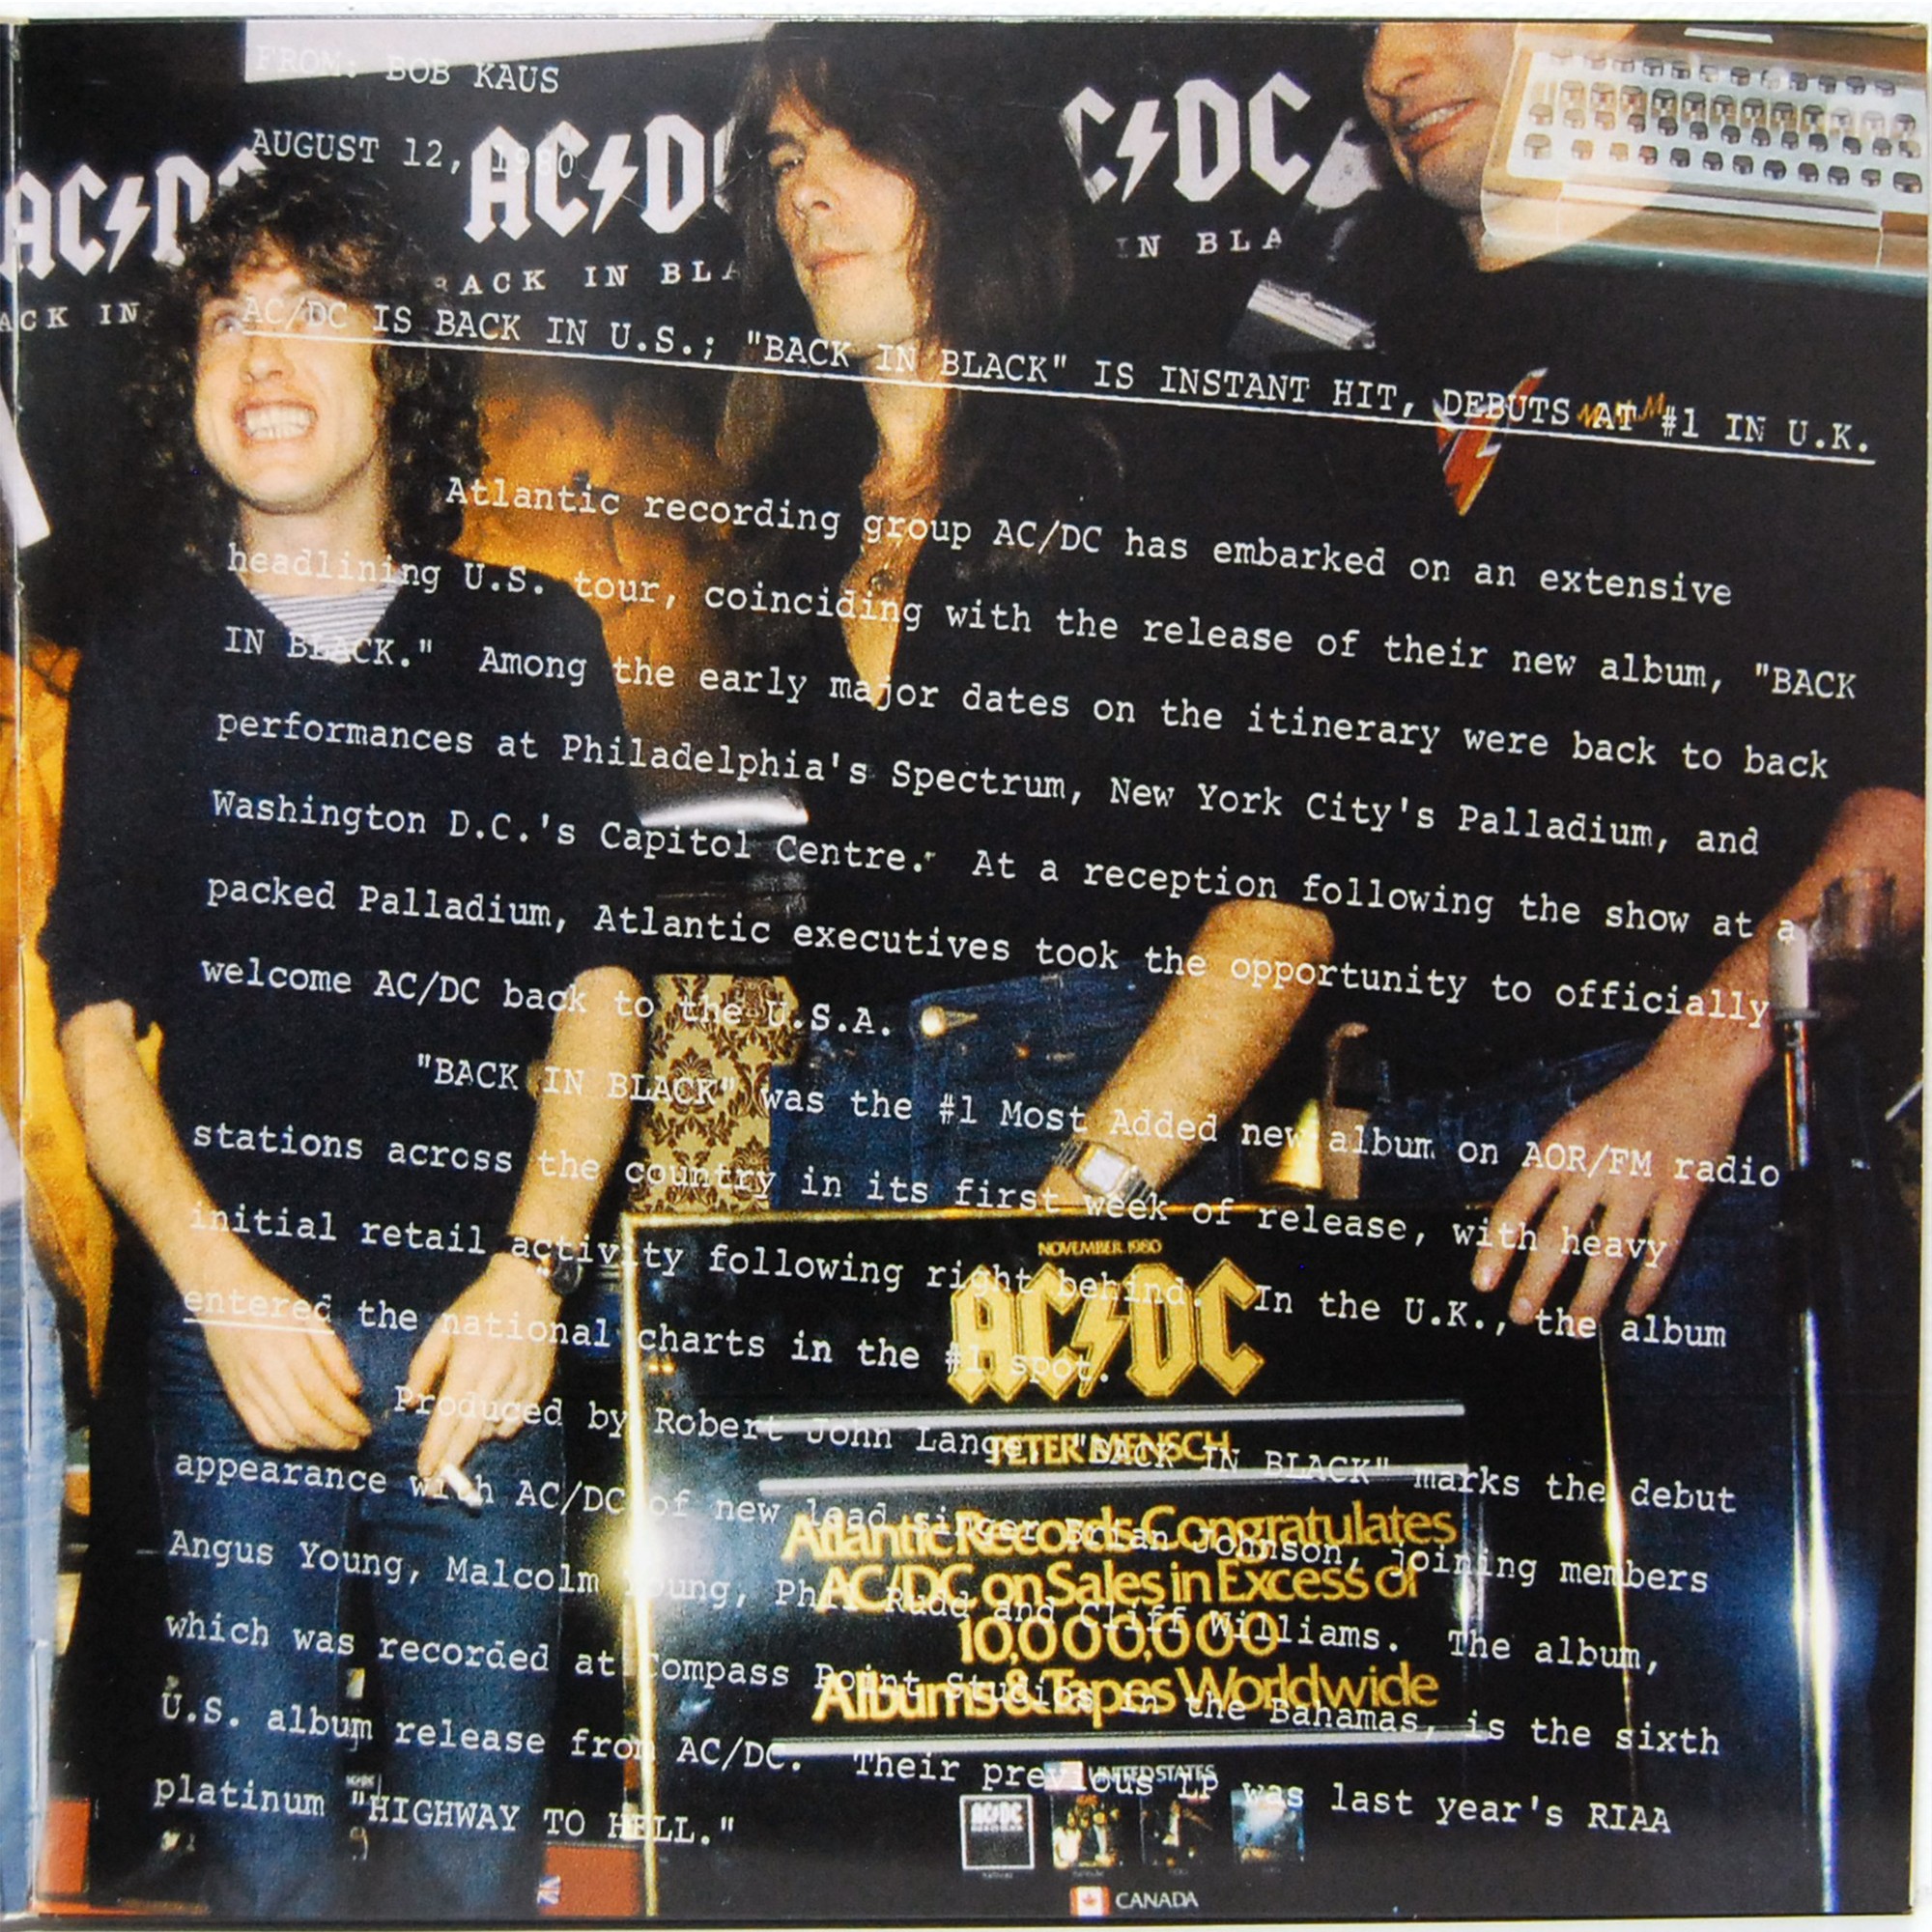 FROM: BOB KAUS
AUGUST 12, 1980
AC/DC
AC/DC
C/DC
ACK IN
BACK IN BLA
IN BLA
AC/DC IS BACK IN U.S.; "BACK IN BLACK" IS INSTANT HIT, DEBUTS AT #1 IN U.K.
Atlantic recording group AC/DC has embarked on an extensive
headlining U.S. tour, coinciding with the release of their new album, "BACK
IN BLACK." Among the early major dates on the itinerary were back to back
performances at Philadelphia's Spectrum, New York City's Palladium, and
Washington D.C.'s Capitol Centre. At a reception following the show at a
packed Palladium, Atlantic executives took the opportunity to officially
welcome AC/DC back to the U.S.A.
"BACK IN BLACK" was the #1 Most Added new album on AOR/FM radio
stations across the country in its first week of release, with heavy
initial retail activity following right behind. In the U.K., the album
entered the national charts in the #1 spot.
Produced by Robert John Lange, "BACK IN BLACK" marks the debut
appearance with AC/DC of new lead singer Brian Johnson, joining members
Angus Young, Malcolm Young, Phil Rudd and Cliff Williams. The album,
which was recorded at Compass Point Studios in the Bahamas, is the sixth
U.S. album release from AC/DC. Their previous LP was last year's RIAA
platinum "HIGHWAY TO HELL."
NOVEMBER 1980
AC/DC
PETER MENSCH
Atlantic Records Congratulates
AC/DC on Sales in Excess of
10,000,000
Albums & Tapes Worldwide
UNITED STATES
AC/DC
CANADA